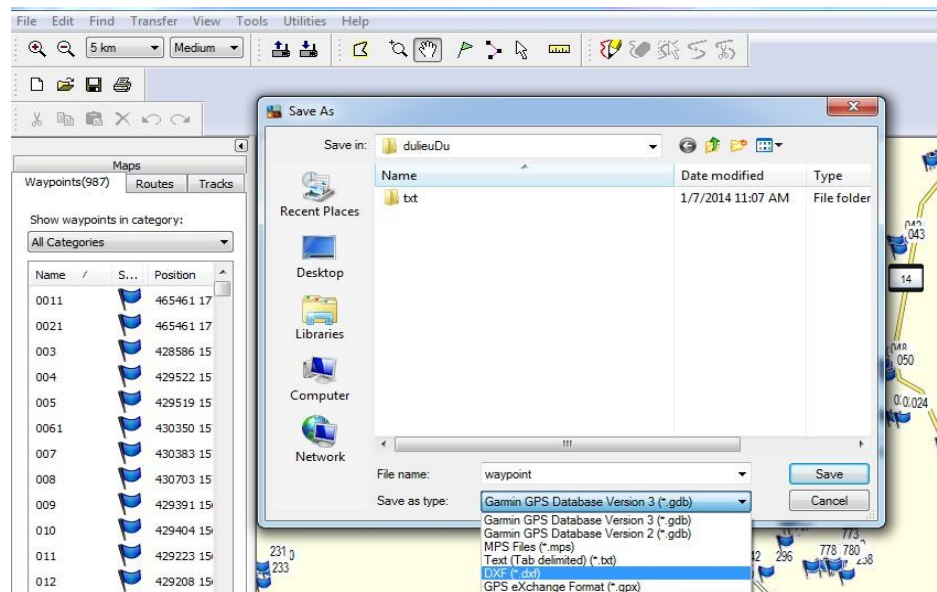 File Edit Find Transfer View Tools Utilities Help
5 km Medium
Save As
Save in: dulieuDu
Maps
Waypoints(987) Routes Tracks
Show waypoints in category:
All Categories
Name / S... Position
0011 465461 17
0021 465461 17
003 428586 15
004 429522 15
005 429519 15
0061 430350 15
007 430383 15
008 430703 15
009 429391 15
010 429404 15
011 429223 15
012 429208 15
Recent Places
Desktop
Libraries
Computer
Network
Name Date modified Type
txt 1/7/2014 11:07 AM File folder
File name: waypoint Save
Save as type: Garmin GPS Database Version 3 (*.gdb) Cancel
Garmin GPS Database Version 3 (*.gdb)
Garmin GPS Database Version 2 (*.gdb)
MPS Files (*.mps)
Text (Tab delimited) (*.txt)
DXF (*.dxf)
GPS eXchange Format (*.gpx)
043
14
050
024
231
233
296
773
778 780